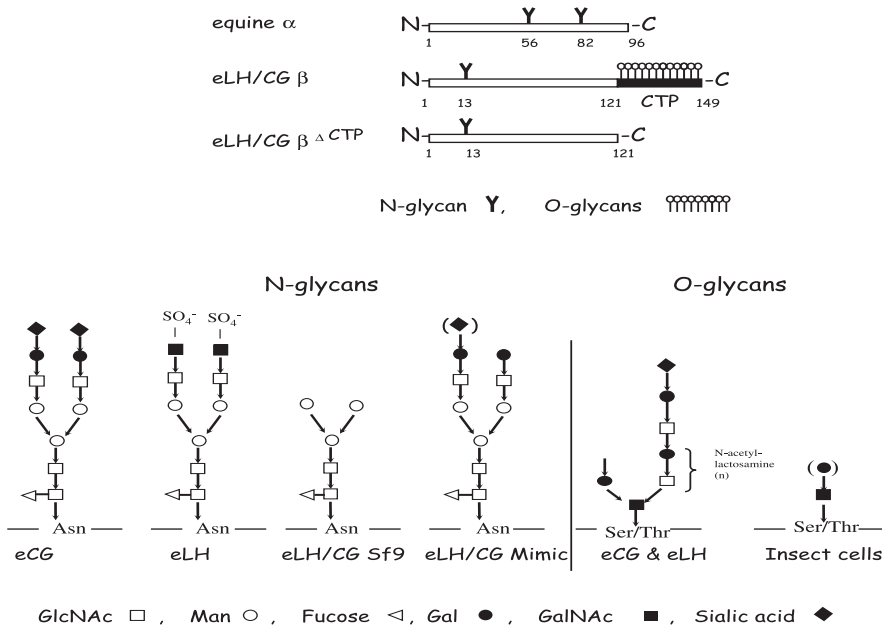 equine α N- -C
1 56 82 96
eLH/CG β N- -C
1 13 121 CTP 149
eLH/CG β Δ CTP N- -C
1 13 121
N-glycan Y, O-glycans
N-glycans O-glycans
SO4- SO4-
( )
N-acetyl-
lactosamine
(n)
( )
Asn Asn Asn Asn Ser/Thr Ser/Thr
eCG eLH eLH/CG Sf9 eLH/CG Mimic eCG & eLH Insect cells
GlcNAc , Man , Fucose , Gal , GalNAc , Sialic acid